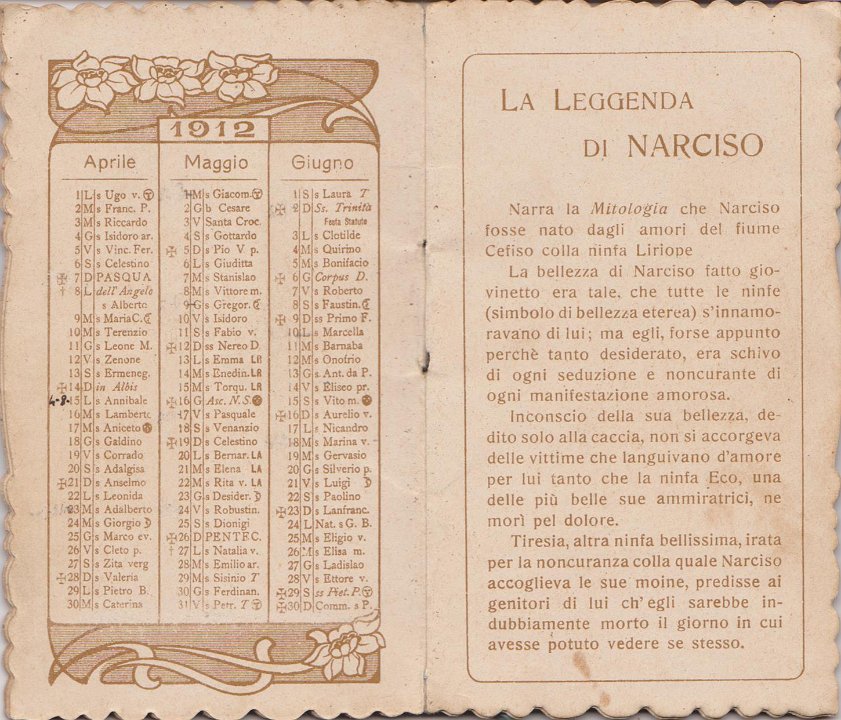 1912
Aprile
1 L s Ugo v.
2 M s Franc. P.
3 M s Riccardo
4 G s Isidoro ar.
5 V s Vinc. Fer.
6 S s Celestino
✠ 7 D PASQUA
† 8 L dell'Angelo
s Alberto
9 M s Maria C. ☾
10 M s Terenzio
11 G s Leone M.
12 V s Zenone
13 S s Ermeneg.
✠ 14 D in Albis
4-8- 15 L s Annibale
16 M s Lamberto
17 M s Aniceto
18 G s Galdino
19 V s Corrado
20 S s Adalgisa
✠ 21 D s Anselmo
22 L s Leonida
23 M s Adalberto
24 M s Giorgio ☽
25 G s Marco ev.
26 V s Cleto p.
27 S s Zita verg
✠ 28 D s Valeria
29 L s Pietro B.
30 M s Caterina
Maggio
1 M s Giacom.
2 G b Cesare
3 V Santa Croc.
4 S s Gottardo
✠ 5 D s Pio V p.
6 L s Giuditta
7 M s Stanislao
8 M s Vittore m.
9 G s Gregor. ☾
10 V s Isidoro
11 S s Fabio v.
✠ 12 D ss Nereo D.
13 L s Emma LR
14 M s Enedin. LR
15 M s Torqu. LR
✠ 16 G Asc. N. S.
17 V s Pasquale
18 S s Venanzio
✠ 19 D s Celestino
20 L s Bernar. LA
21 M s Elena LA
22 M s Rita v. LA
23 G s Desider. ☽
24 V s Robustin.
25 S s Dionigi
✠ 26 D PENTEC.
† 27 L s Natalia v.
28 M s Emilio ar.
29 M s Sisinio T
30 G s Ferdinan.
31 V s Petr. T
Giugno
1 S s Laura T
✠ 2 D Ss. Trinità
Festa Statuto
3 L s Clotilde
4 M s Quirino
5 M s Bonifacio
✠ 6 G Corpus D.
7 V s Roberto
8 S s Faustin. ☾
✠ 9 D ss Primo F.
10 L s Marcella
11 M s Barnaba
12 M s Onofrio
13 G s. Ant. da P.
14 V s Eliseo pr.
15 S s Vito m.
✠ 16 D s Aurelio v.
17 L s Nicandro
18 M s Marina v.
19 M s Gervasio
20 G s Silverio p.
21 V s Luigi ☽
22 S s Paolino
✠ 23 D s Lanfranc.
24 L Nat. s G. B.
25 M s Eligio v.
26 M s Elisa m.
27 G s Ladislao
28 V s Ettore v.
✠ 29 S ss Piet. P.
✠ 30 D Comm. s P.
LA LEGGENDA
DI NARCISO
Narra la Mitologia che Narciso
fosse nato dagli amori del fiume
Cefiso colla ninfa Liriope
La bellezza di Narciso fatto gio-
vinetto era tale, che tutte le ninfe
(simbolo di bellezza eterea) s'innamo-
ravano di lui; ma egli, forse appunto
perchè tanto desiderato, era schivo
di ogni seduzione e noncurante di
ogni manifestazione amorosa.
Inconscio della sua bellezza, de-
dito solo alla caccia, non si accorgeva
delle vittime che languivano d'amore
per lui tanto che la ninfa Eco, una
delle più belle sue ammiratrici, ne
morì pel dolore.
Tiresia, altra ninfa bellissima, irata
per la noncuranza colla quale Narciso
accoglieva le sue moine, predisse ai
genitori di lui ch'egli sarebbe in-
dubbiamente morto il giorno in cui
avesse potuto vedere se stesso.